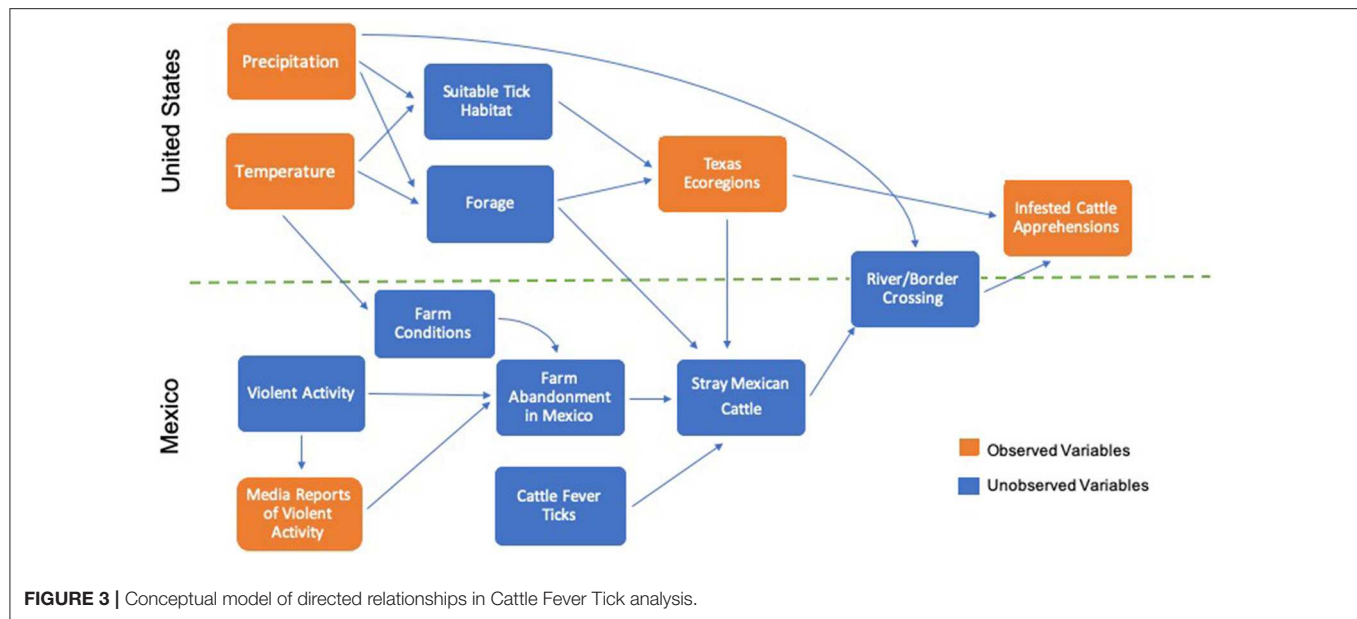 United States
Precipitation
Suitable Tick
Habitat
Temperature
Forage
Texas
Ecoregions
Infested Cattle
Apprehensions
River/Border
Crossing
Mexico
Farm
Conditions
Violent Activity
Farm
Abandonment
in Mexico
Stray Mexican
Cattle
Media Reports
of Violent
Activity
Cattle Fever
Ticks
Observed Variables
Unobserved Variables
FIGURE 3 | Conceptual model of directed relationships in Cattle Fever Tick analysis.